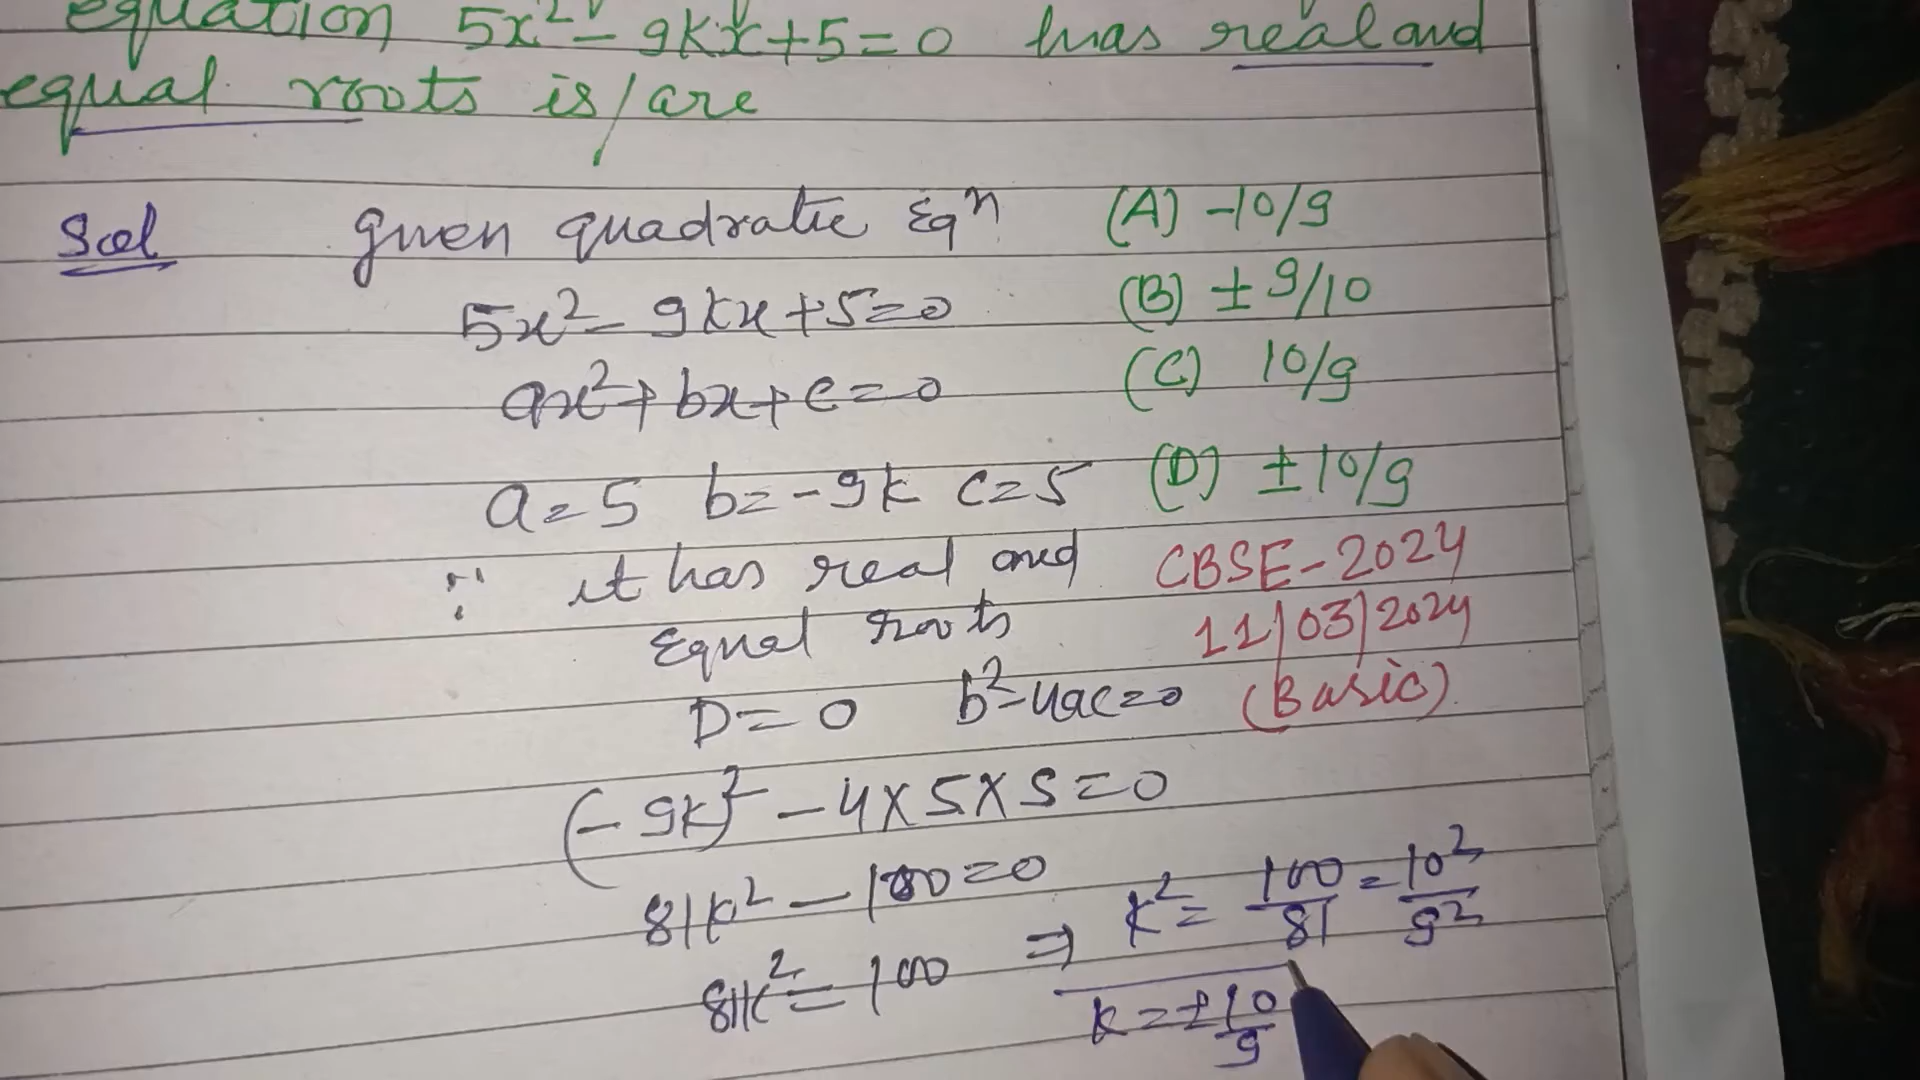 equation 5x² - 9kx + 5 = 0 has real and
equal roots is/are
Sol given quadratic Eqⁿ
5x² - 9kx + 5 = 0
ax² + bx + c = 0
a = 5 b = -9k c = 5
∵ it has real and
Equal roots
D = 0 b² - 4ac = 0
(-9k)² - 4×5×5 = 0
81k² - 100 = 0
81k² = 100 ⇒ k² = 100/81 = 10²/9²
k = ±10/9
(A) -10/9
(B) ± 9/10
(C) 10/9
(D) ± 10/9
CBSE-2024
11/03/2024
(Basic)